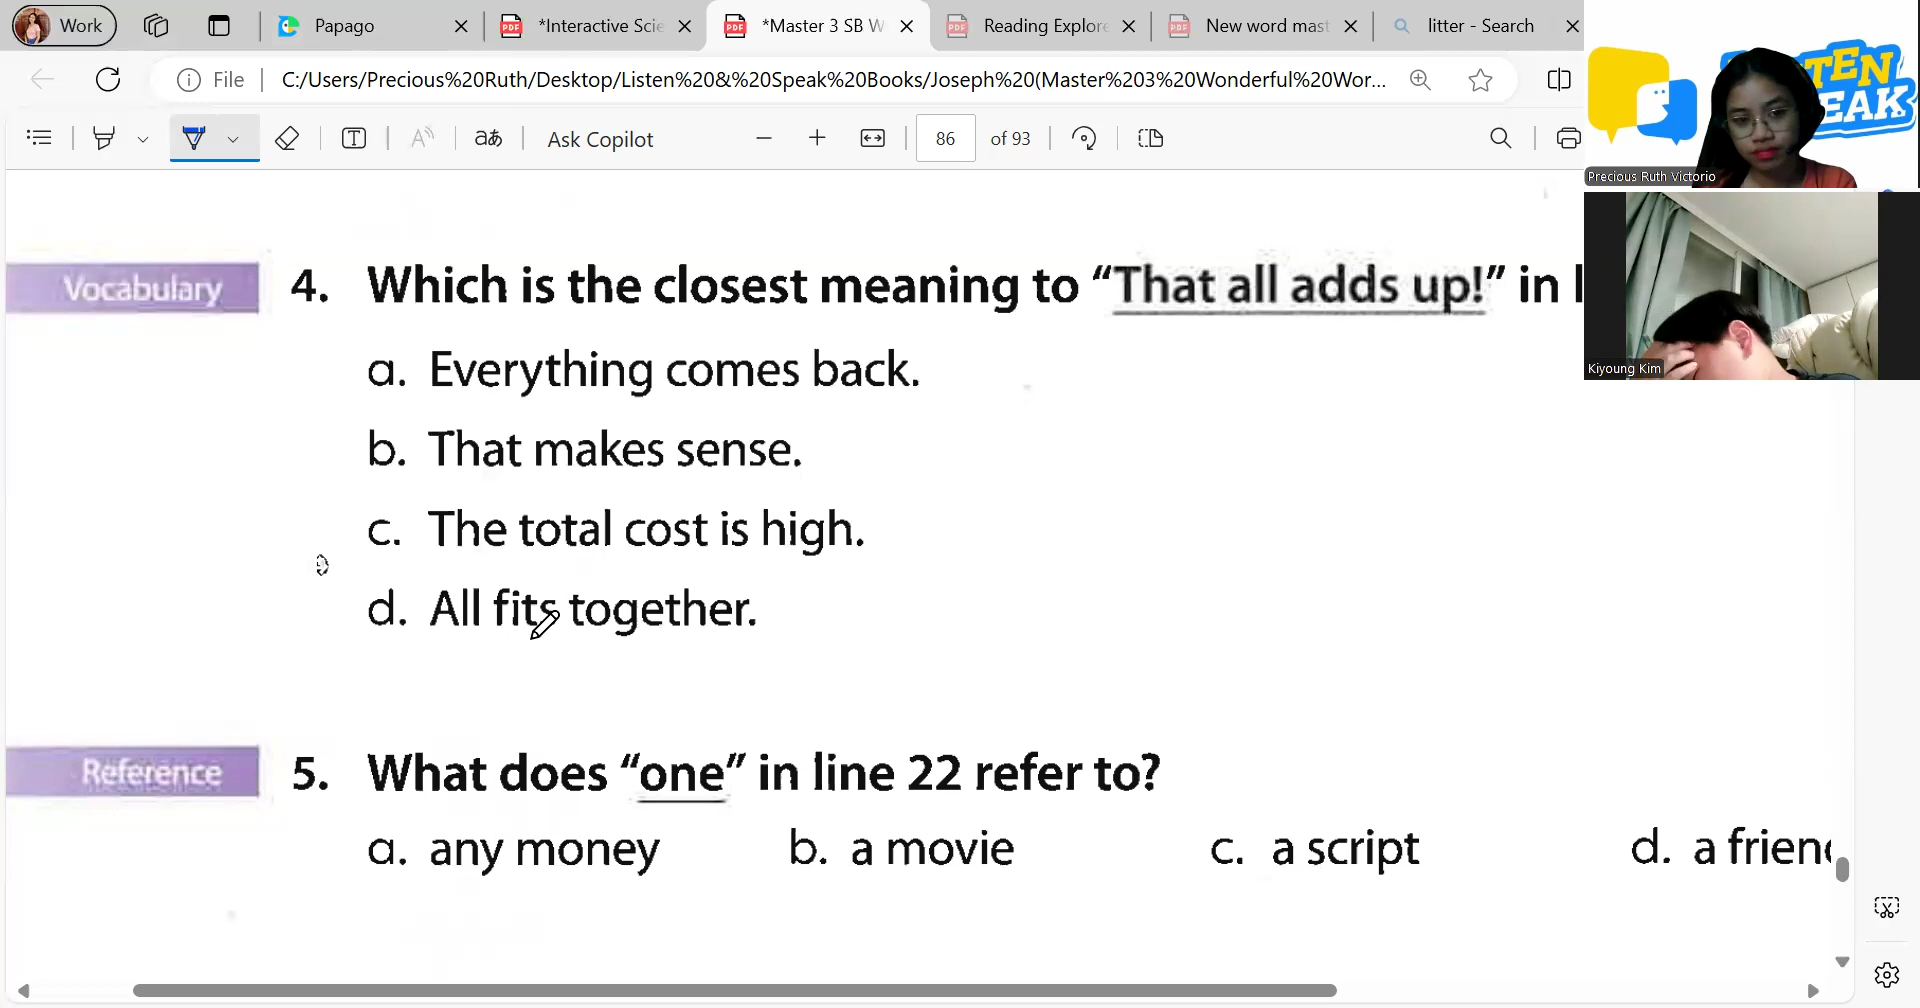 Work
Papago
*Interactive Scie
*Master 3 SB W
Reading Explore
New word mast
litter - Search
File
C:/Users/Precious%20Ruth/Desktop/Listen%20&%20Speak%20Books/Joseph%20(Master%203%20Wonderful%20Wor...
Ask Copilot
86 of 93
TEN
EAK
Precious Ruth Victorio
Kiyoung Kim
Vocabulary
4. Which is the closest meaning to “That all adds up!” in l
a. Everything comes back.
b. That makes sense.
c. The total cost is high.
d. All fits together.
Reference
5. What does “one” in line 22 refer to?
a. any money b. a movie c. a script d. a frien